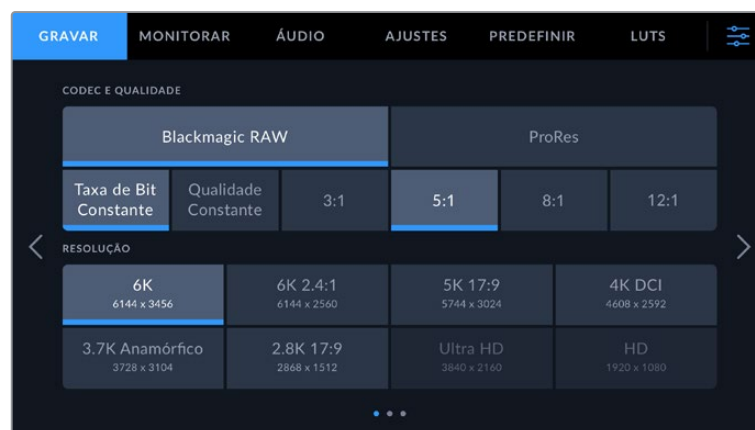 GRAVAR MONITORAR ÁUDIO AJUSTES PREDEFINIR LUTS
CODEC E QUALIDADE
Blackmagic RAW ProRes
Taxa de Bit Constante Qualidade Constante 3:1 5:1 8:1 12:1
RESOLUÇÃO
6K 6K 2.4:1 5K 17:9 4K DCI
6144 x 3456 6144 x 2560 5744 x 3024 4608 x 2592
3.7K Anamórfico 2.8K 17:9 Ultra HD HD
3728 x 3104 2868 x 1512 3840 x 2160 1920 x 1080